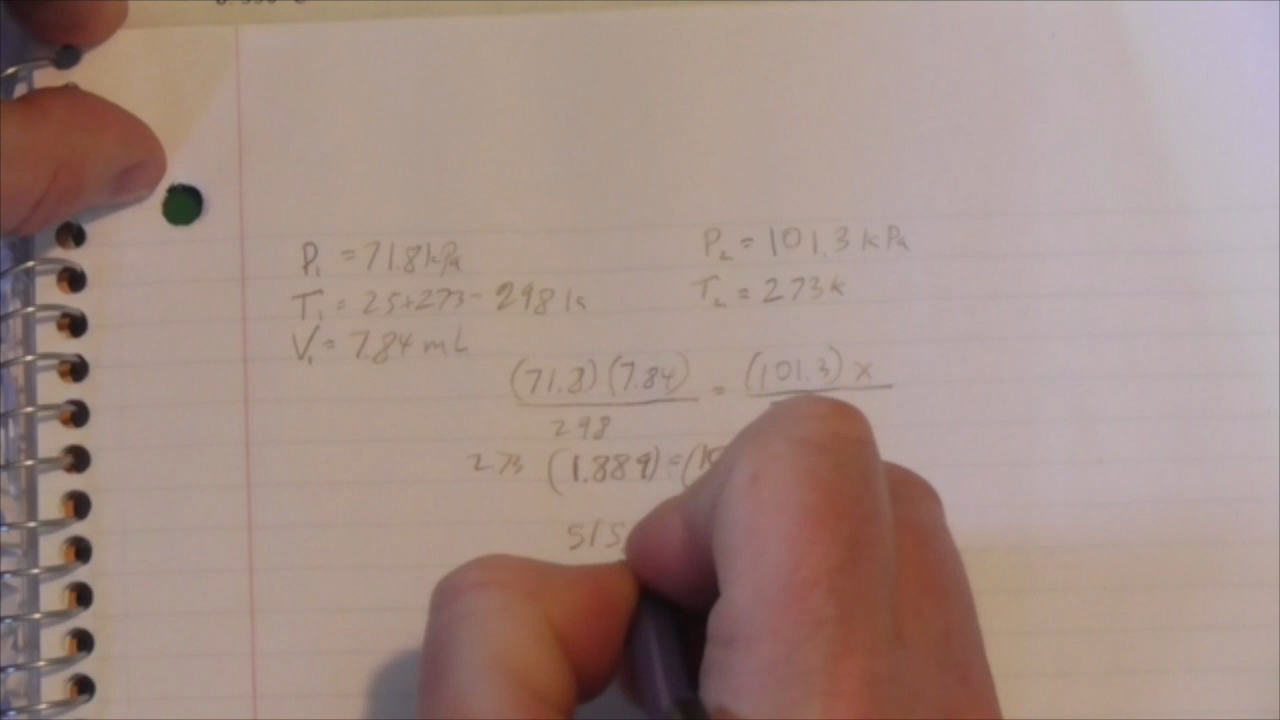 P₁ = 71.8 kPa
P₂ = 101.3 kPa
T₁ = 25+273 = 298 k
T₂ = 273 k
V₁ = 7.84 mL
(71.8)(7.84) = (101.3) x
298
273 (1.889) = (10
515